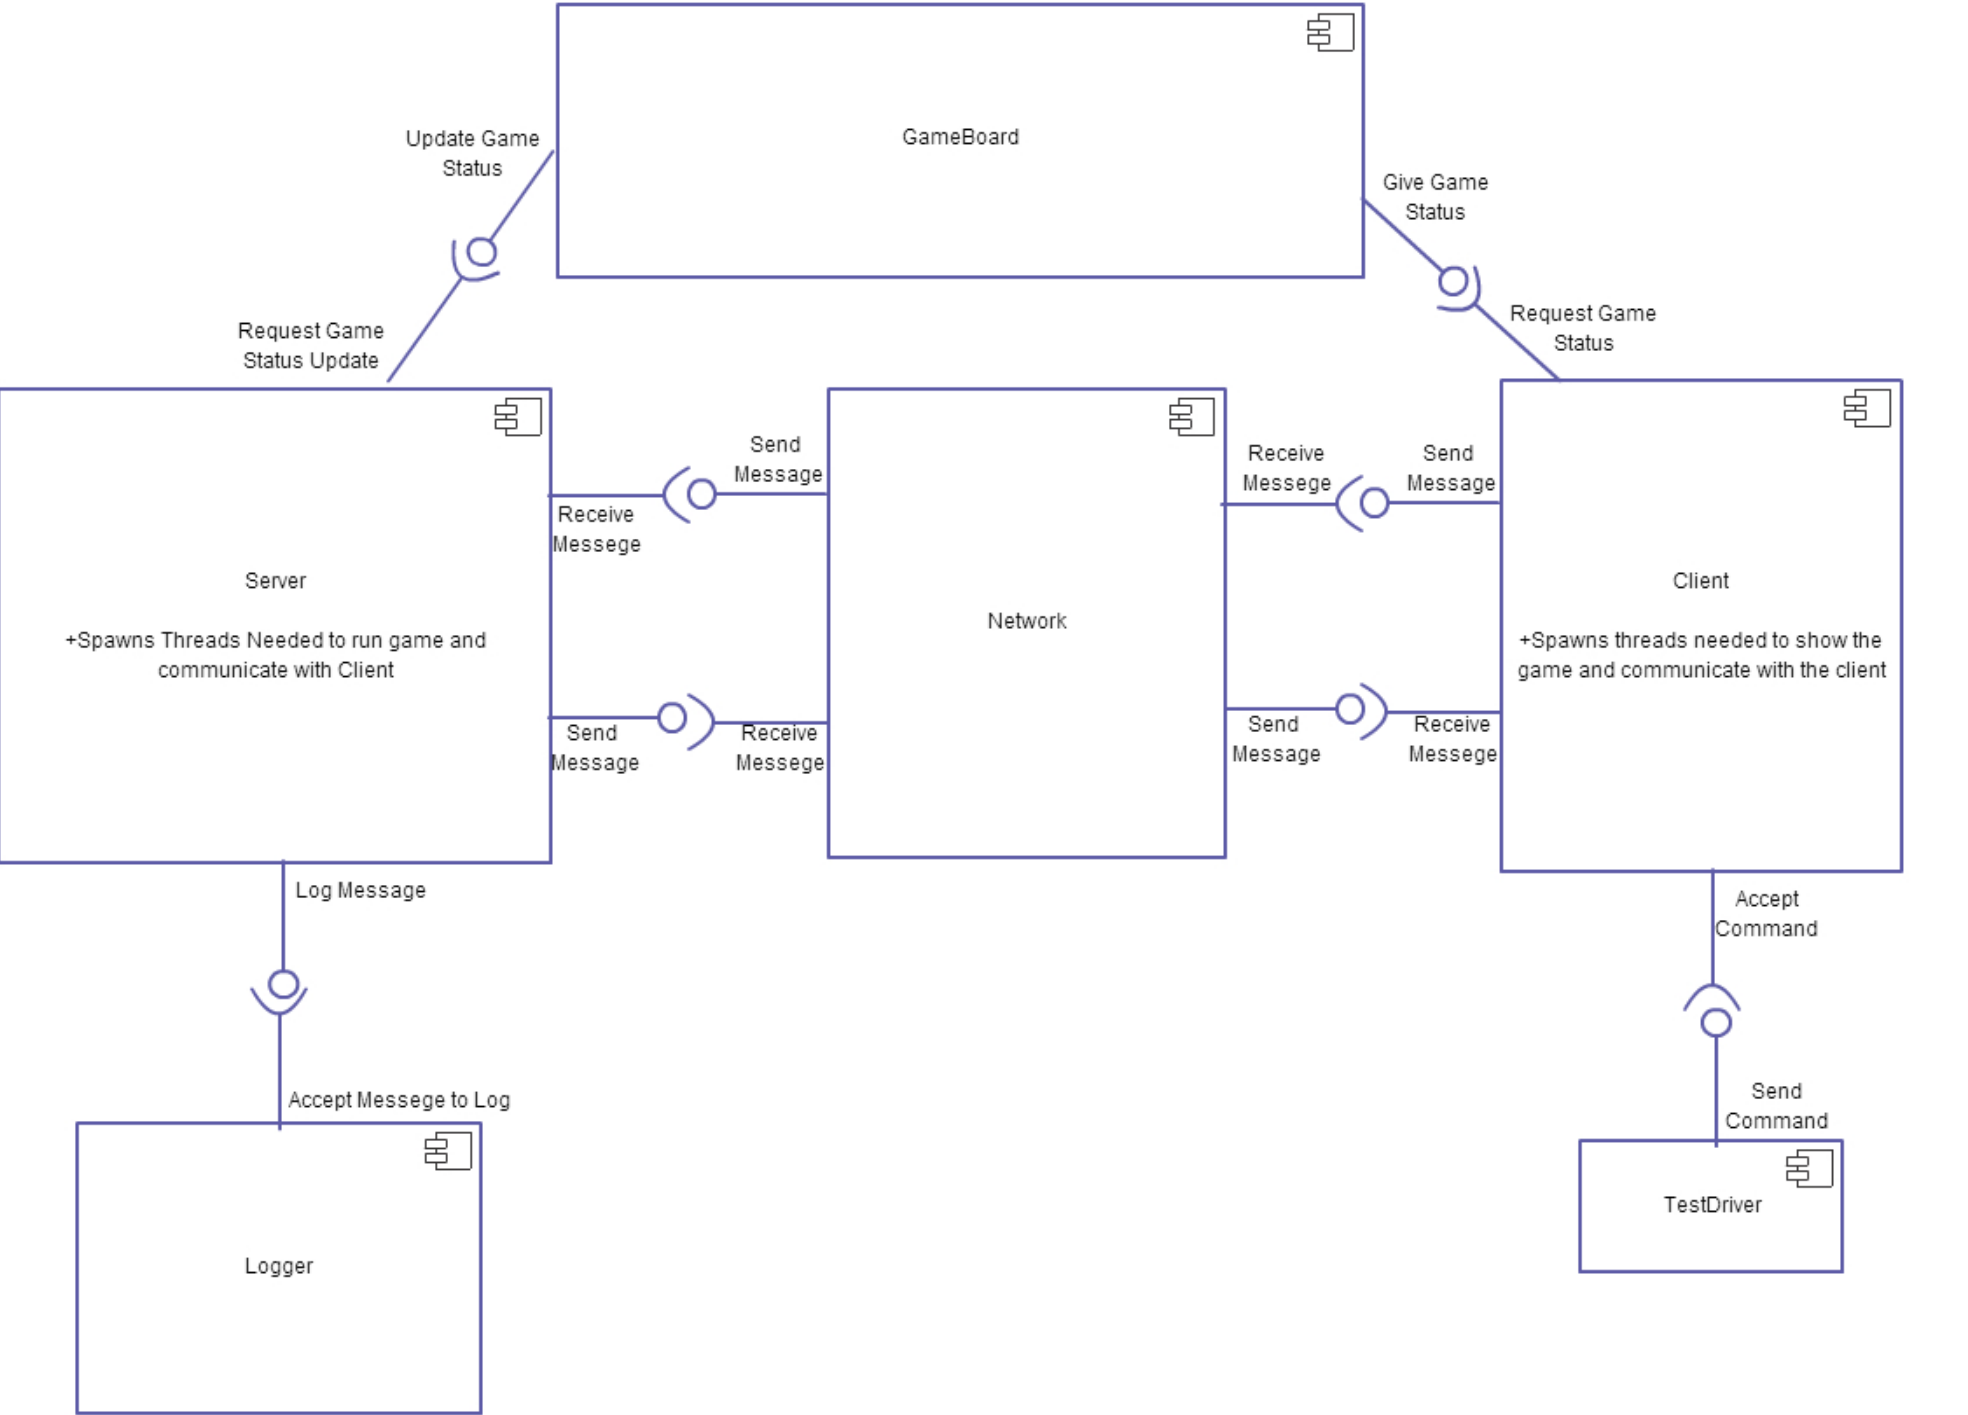 GameBoard
Update Game
Status
Give Game
Status
Request Game
Status Update
Request Game
Status
Send
Message
Receive
Messege
Receive
Messege
Send
Message
Server
+Spawns Threads Needed to run game and
communicate with Client
Network
Client
+Spawns threads needed to show the
game and communicate with the client
Send
Message
Receive
Messege
Send
Message
Receive
Messege
Log Message
Accept
Command
Accept Messege to Log
Send
Command
Logger
TestDriver